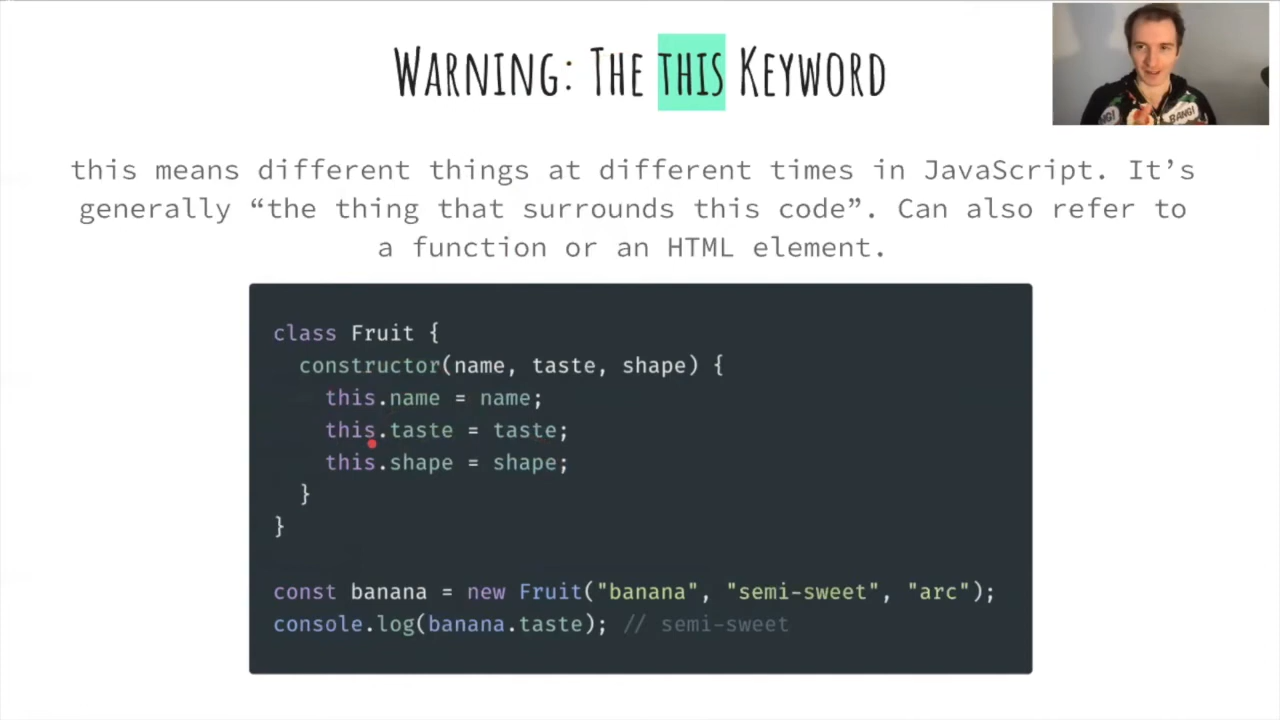 WARNING: THE THIS KEYWORD
this means different things at different times in JavaScript. It’s
generally “the thing that surrounds this code”. Can also refer to
a function or an HTML element.
class Fruit {
  constructor(name, taste, shape) {
    this.name = name;
    this.taste = taste;
    this.shape = shape;
  }
}
const banana = new Fruit("banana", "semi-sweet", "arc");
console.log(banana.taste); // semi-sweet
BANG!